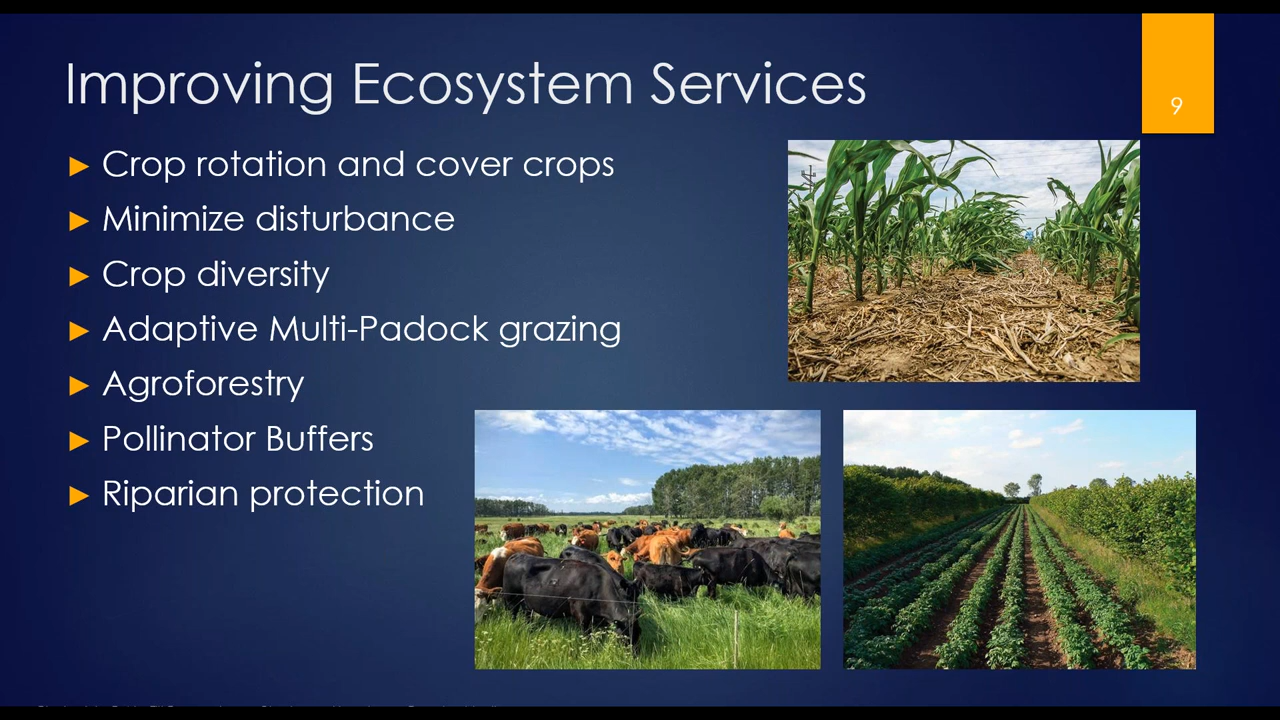 Improving Ecosystem Services
9
Crop rotation and cover crops
Minimize disturbance
Crop diversity
Adaptive Multi-Padock grazing
Agroforestry
Pollinator Buffers
Riparian protection